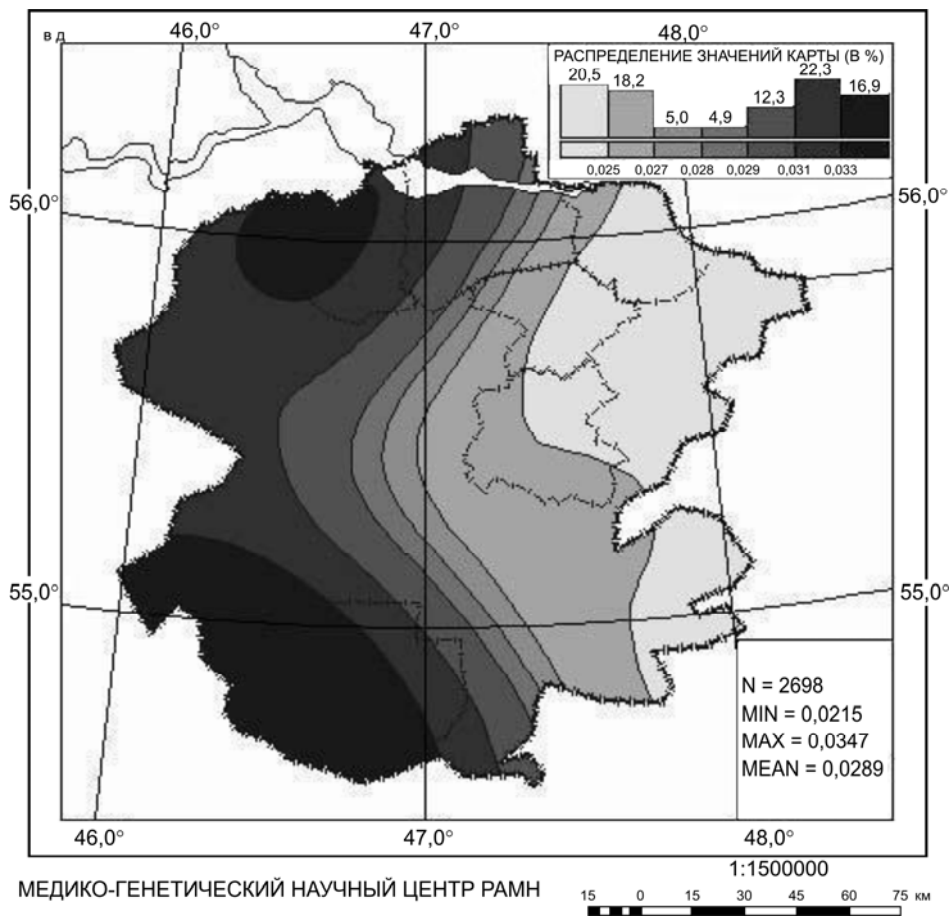 46,0° 47,0° 48,0°
в д
РАСПРЕДЕЛЕНИЕ ЗНАЧЕНИЙ КАРТЫ (В %)
20,5 18,2 5,0 4,9 12,3 22,3 16,9
0,025 0,027 0,028 0,029 0,031 0,033
56,0° 56,0°
55,0° 55,0°
N = 2698
MIN = 0,0215
MAX = 0,0347
MEAN = 0,0289
46,0° 47,0° 48,0°
1:1500000
МЕДИКО-ГЕНЕТИЧЕСКИЙ НАУЧНЫЙ ЦЕНТР РАМН
15 0 15 30 45 60 75 км